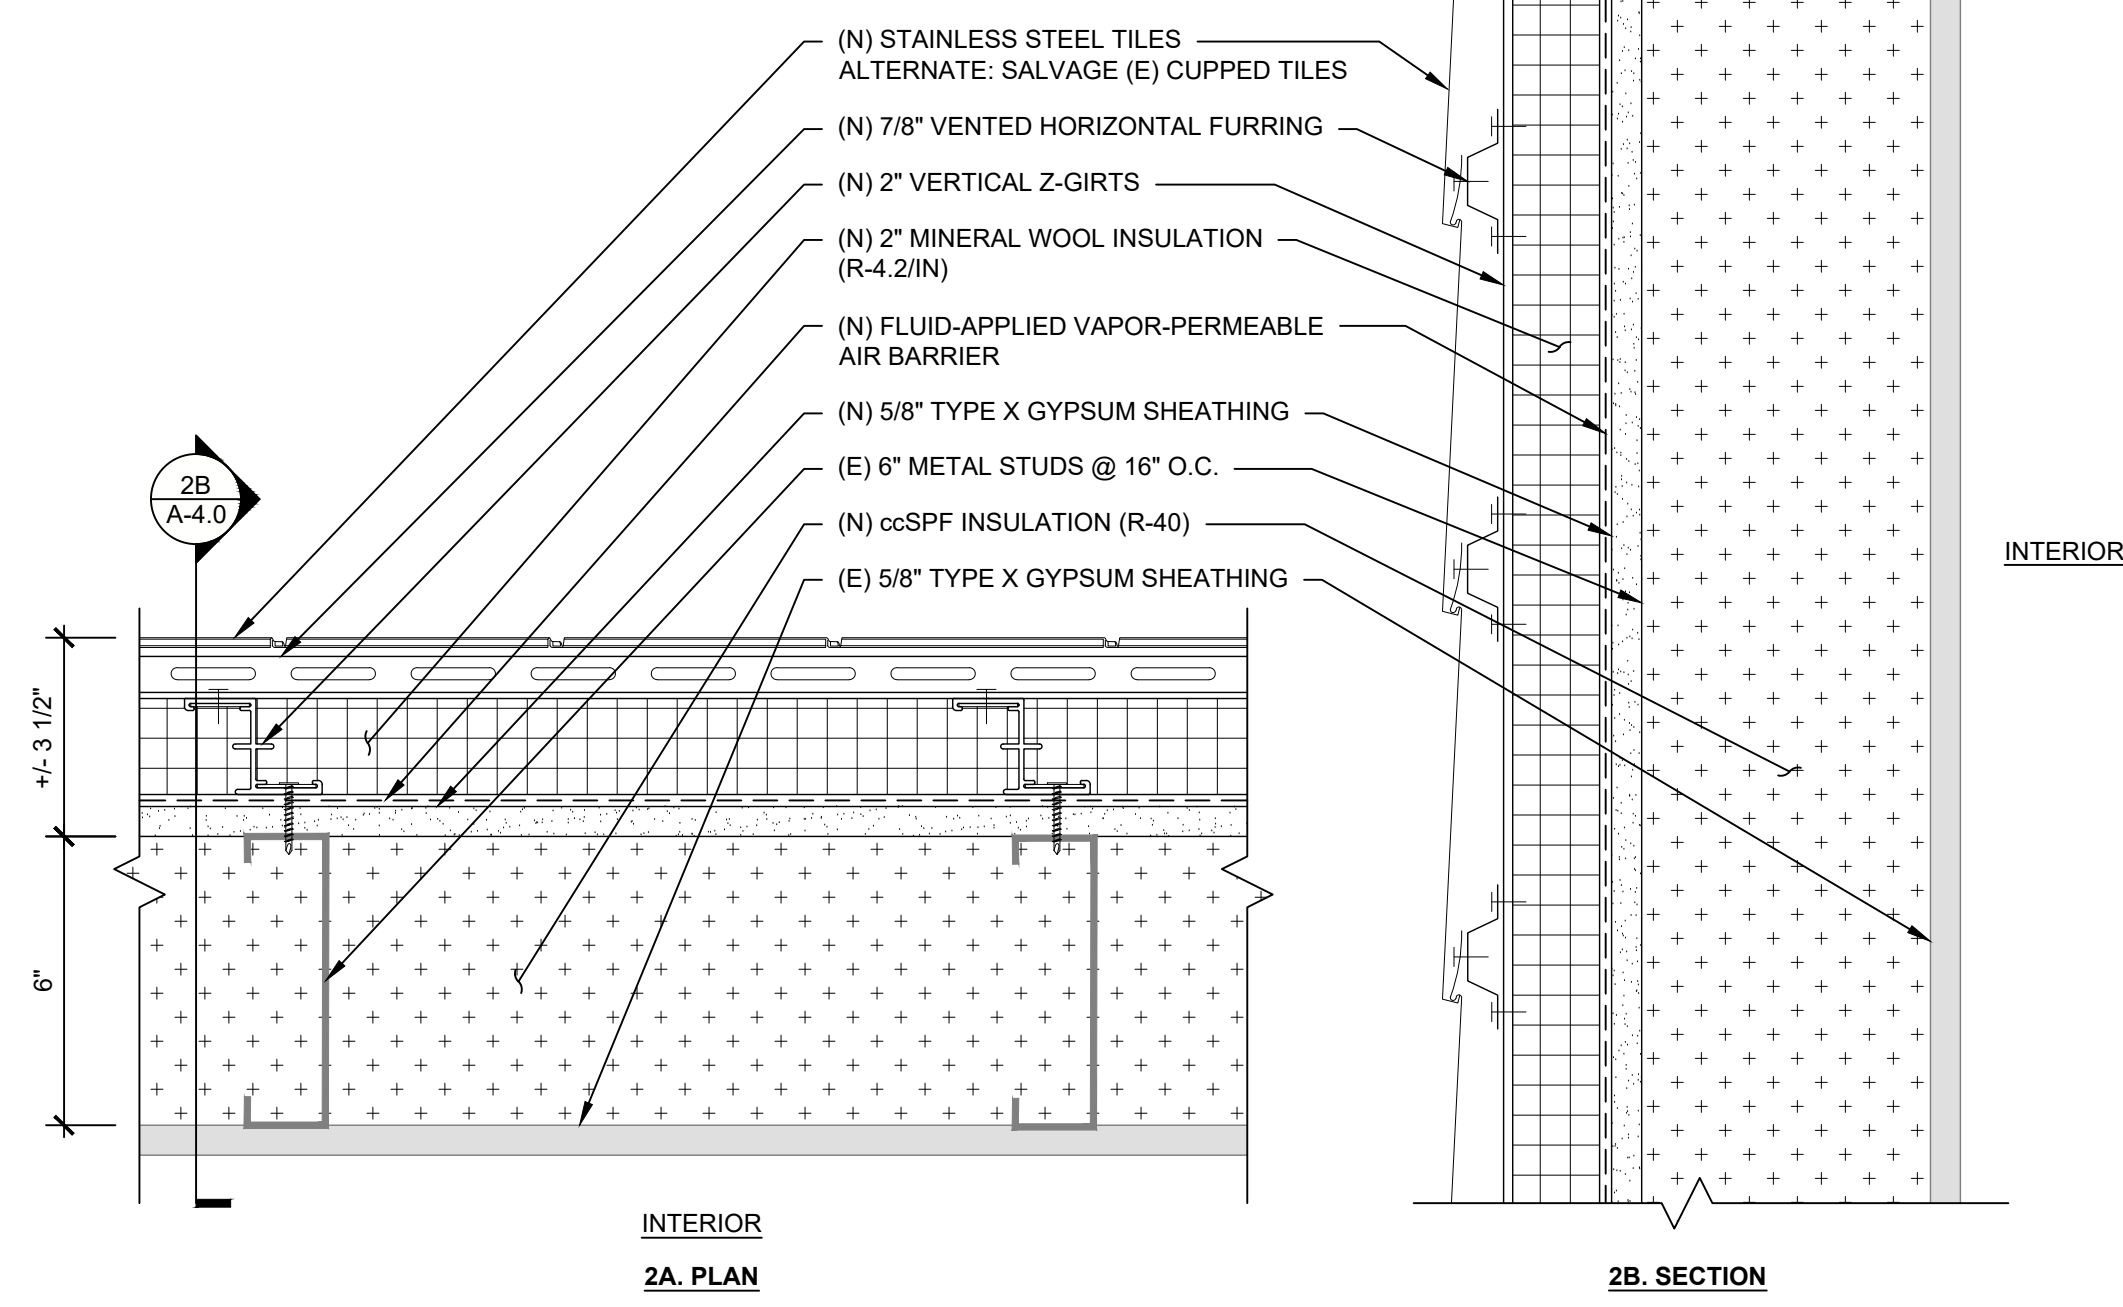 (N) STAINLESS STEEL TILES
ALTERNATE: SALVAGE (E) CUPPED TILES
(N) 7/8" VENTED HORIZONTAL FURRING
(N) 2" VERTICAL Z-GIRTS
(N) 2" MINERAL WOOL INSULATION
(R-4.2/IN)
(N) FLUID-APPLIED VAPOR-PERMEABLE
AIR BARRIER
(N) 5/8" TYPE X GYPSUM SHEATHING
(E) 6" METAL STUDS @ 16" O.C.
(N) ccSPF INSULATION (R-40)
(E) 5/8" TYPE X GYPSUM SHEATHING
2B
A-4.0
+/- 3 1/2"
6"
INTERIOR
2A. PLAN
INTERIOR
2B. SECTION